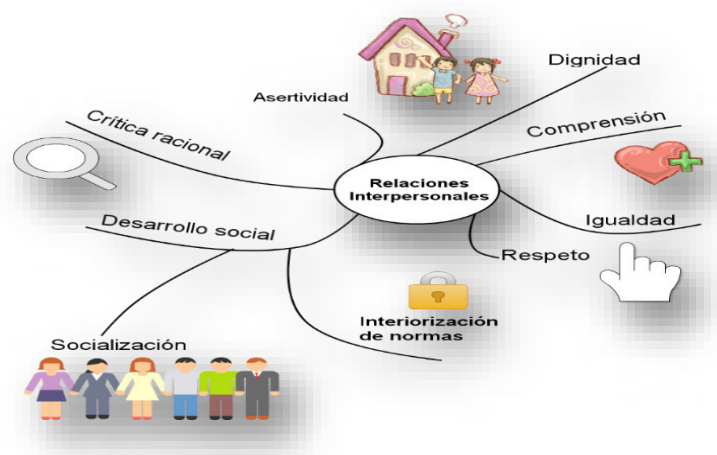 Dignidad
Asertividad
Comprensión
Crítica racional
Relaciones
Interpersonales
Desarrollo social
Igualdad
Respeto
Interiorización
de normas
Socialización